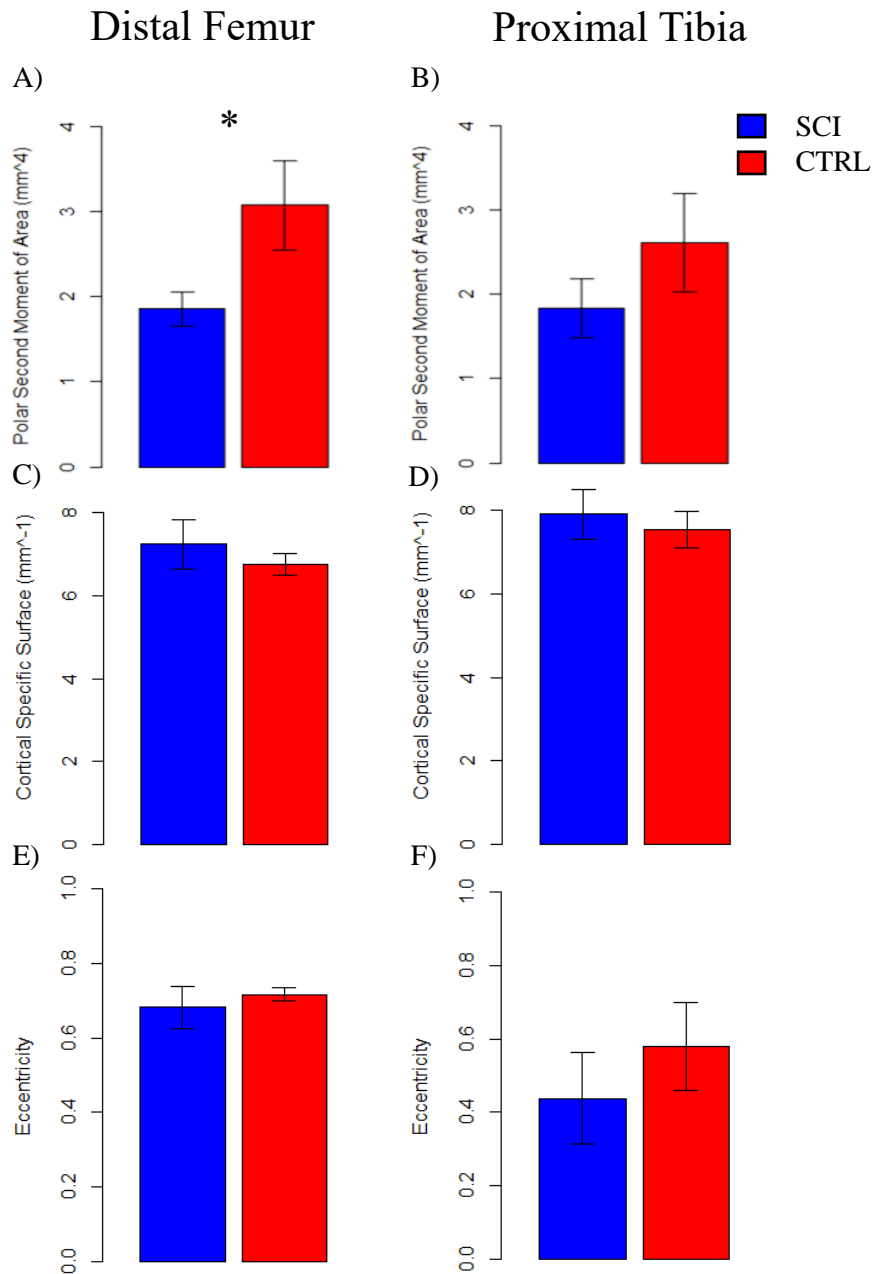 Distal Femur
Proximal Tibia
A)
B)
*
SCI
CTRL
Polar Second Moment of Area (mm^4)
4
3
2
1
0
Polar Second Moment of Area (mm^4)
4
3
2
1
0
C)
D)
Cortical Specific Surface (mm^-1)
8
6
4
2
0
Cortical Specific Surface (mm^-1)
8
6
4
2
0
E)
F)
Eccentricity
1.0
0.8
0.6
0.4
0.2
0.0
Eccentricity
1.0
0.8
0.6
0.4
0.2
0.0